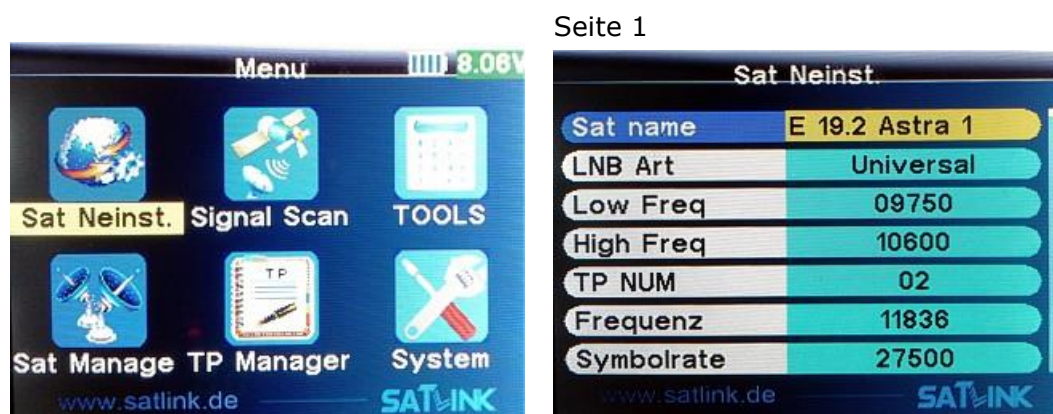 Seite 1
Menu 8.06V
Sat Neinst. Signal Scan TOOLS
TP
Sat Manage TP Manager System
www.satlink.de SATLINK
Sat Neinst.
Sat name E 19.2 Astra 1
LNB Art Universal
Low Freq 09750
High Freq 10600
TP NUM 02
Frequenz 11836
Symbolrate 27500
www.satlink.de SATLINK